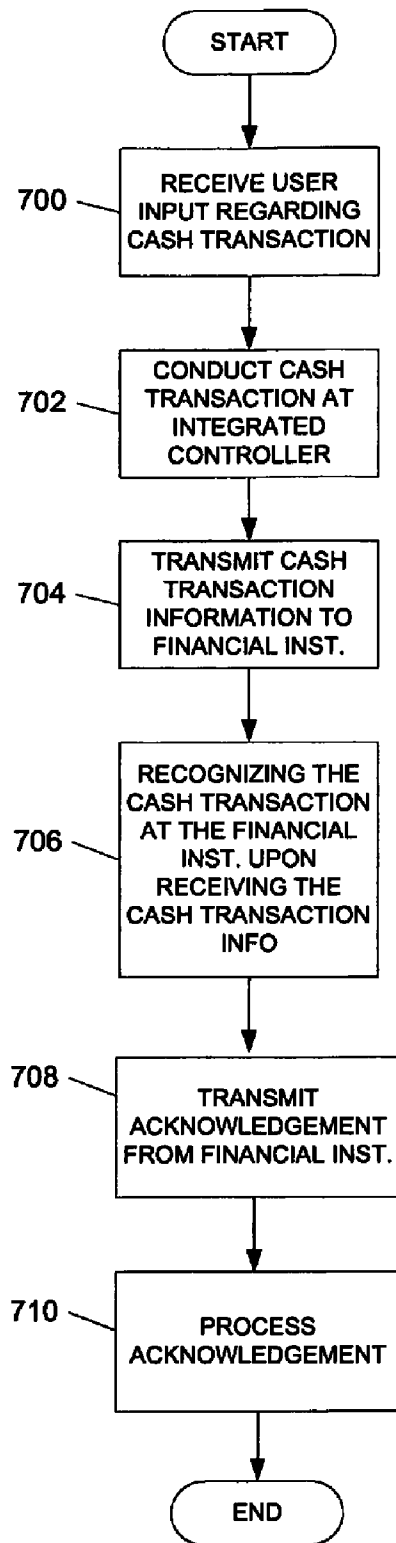 START
700
RECEIVE USER
INPUT REGARDING
CASH TRANSACTION
702
CONDUCT CASH
TRANSACTION AT
INTEGRATED
CONTROLLER
704
TRANSMIT CASH
TRANSACTION
INFORMATION TO
FINANCIAL INST.
706
RECOGNIZING THE
CASH TRANSACTION
AT THE FINANCIAL
INST. UPON
RECEIVING THE
CASH TRANSACTION
INFO
708
TRANSMIT
ACKNOWLEDGEMENT
FROM FINANCIAL INST.
710
PROCESS
ACKNOWLEDGEMENT
END